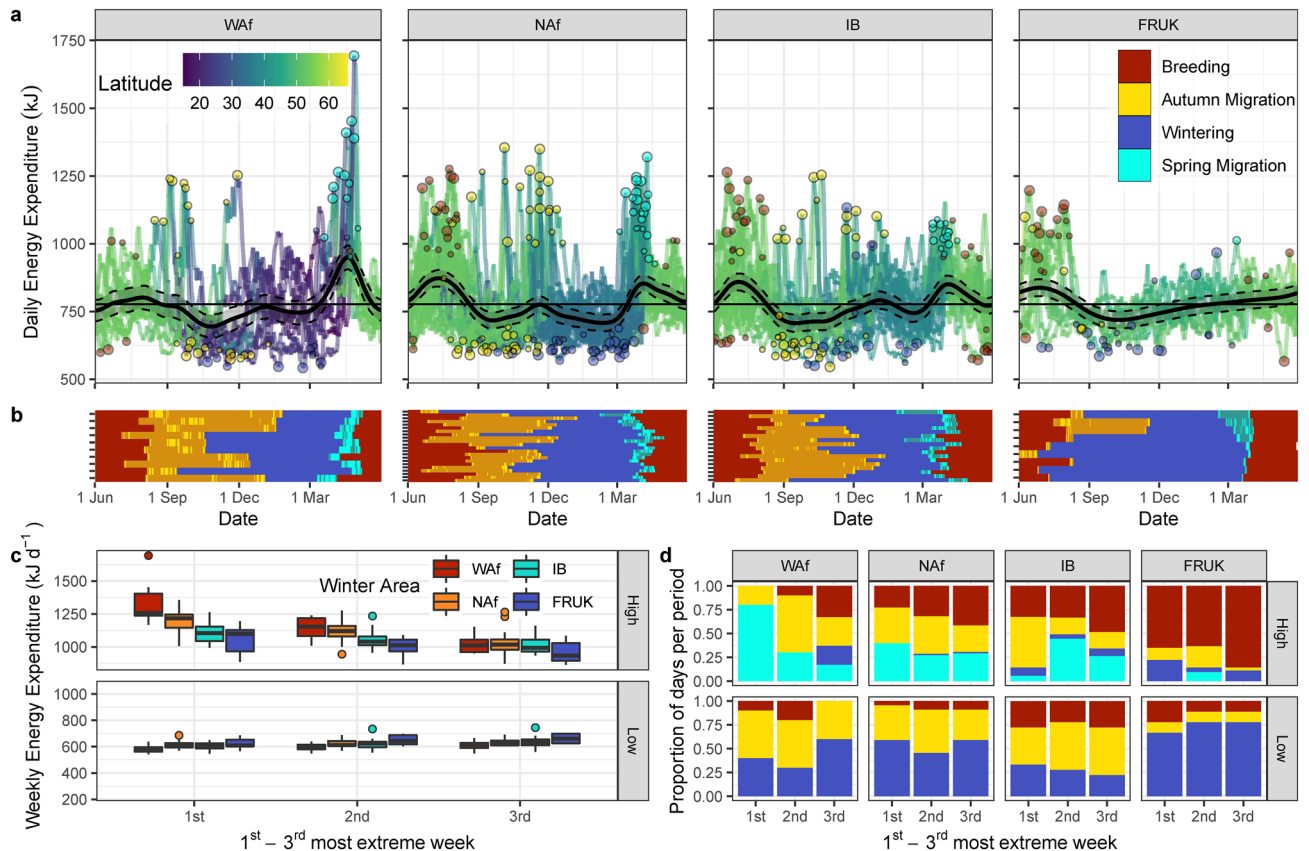 a
WAf NAf IB FRUK
Daily Energy Expenditure (kJ)
1750
1500
1250
1000
750
500
Latitude
20 30 40 50 60
Breeding
Autumn Migration
Wintering
Spring Migration
b
1 Jun 1 Sep 1 Dec 1 Mar
1 Jun 1 Sep 1 Dec 1 Mar
1 Jun 1 Sep 1 Dec 1 Mar
1 Jun 1 Sep 1 Dec 1 Mar
Date Date Date Date
c
Weekly Energy Expenditure (kJ d⁻¹)
1500
1250
1000
Winter Area
WAf IB
NAf FRUK
High
1000
800
600
400
200
Low
1st 2nd 3rd
1ˢᵗ – 3ʳᵈ most extreme week
d
WAf NAf IB FRUK
Proportion of days per period
1.00
0.75
0.50
0.25
0.00
High
1.00
0.75
0.50
0.25
0.00
Low
1st 2nd 3rd 1st 2nd 3rd 1st 2nd 3rd 1st 2nd 3rd
1ˢᵗ – 3ʳᵈ most extreme week